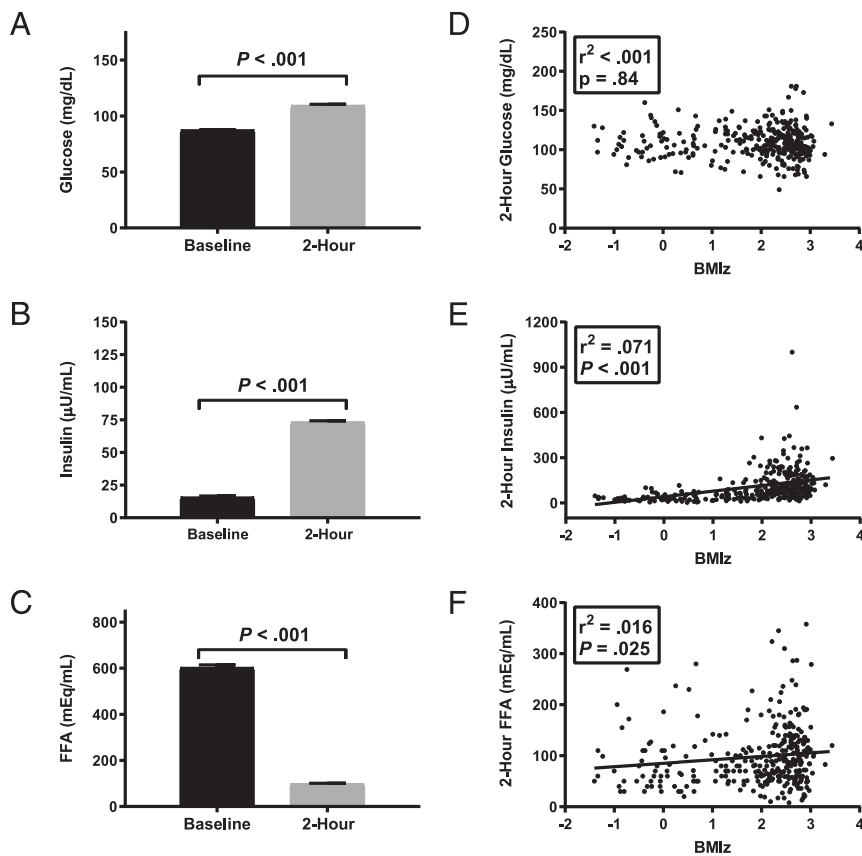 A
Glucose (mg/dL)
150
100
50
0
P < .001
Baseline 2-Hour
B
Insulin (μU/mL)
150
125
100
75
50
25
0
P < .001
Baseline 2-Hour
C
FFA (mEq/mL)
800
600
400
200
0
P < .001
Baseline 2-Hour
D
2-Hour Glucose (mg/dL)
250
200
150
100
50
0
r² < .001
p = .84
-2 -1 0 1 2 3 4
BMIz
E
2-Hour Insulin (μU/mL)
1200
900
600
300
0
r² = .071
P < .001
-2 -1 0 1 2 3 4
BMIz
F
2-Hour FFA (mEq/mL)
400
300
200
100
0
r² = .016
P = .025
-2 -1 0 1 2 3 4
BMIz